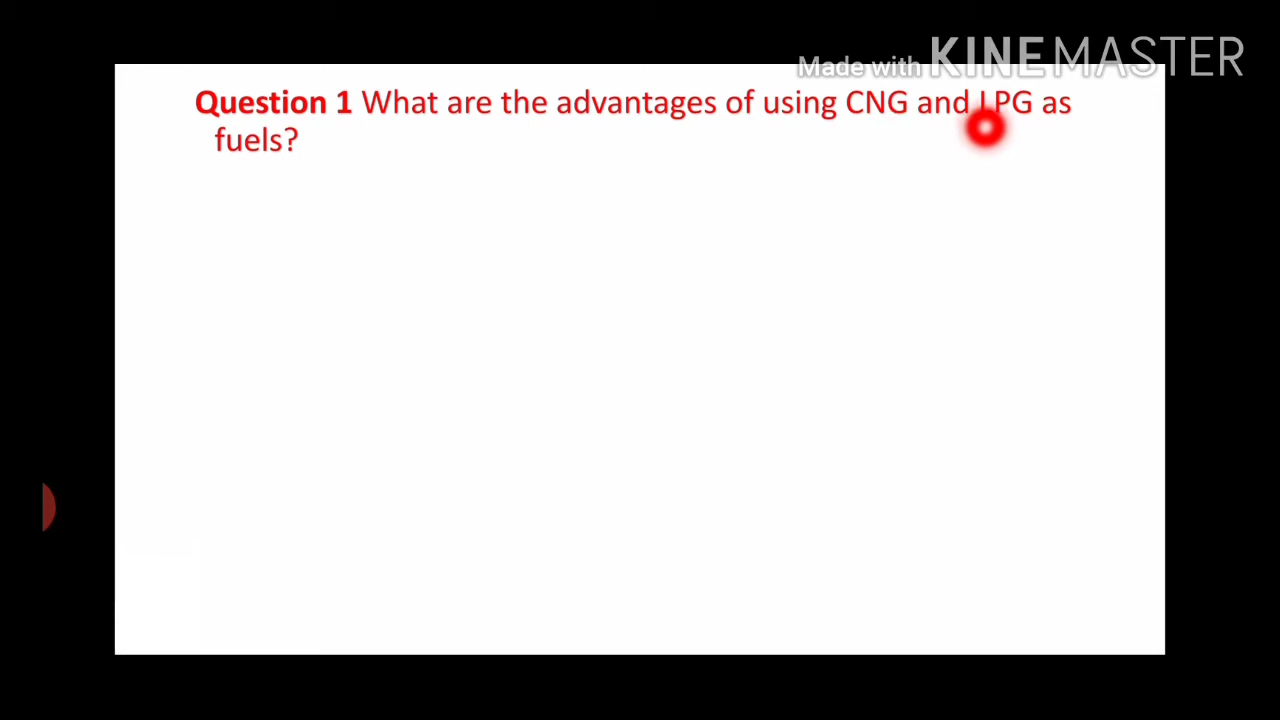 Made with KINEMASTER
Question 1 What are the advantages of using CNG and LPG as
fuels?